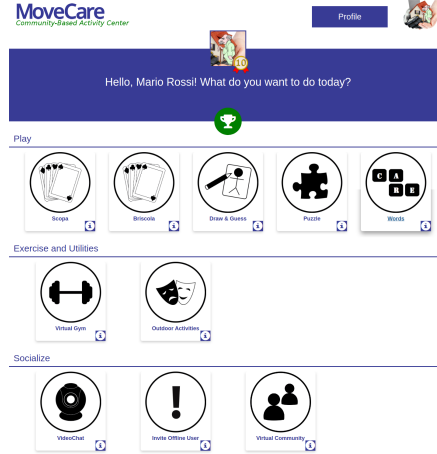 MoveCare
Community-Based Activity Center
Profile
10
Hello, Mario Rossi! What do you want to do today?
Play
C A
R E
Scopa
Briscola
Draw & Guess
Puzzle
Words
Exercise and Utilities
Virtual Gym
Outdoor Activities
Socialize
VideoChat
Invite Offline User
Virtual Community